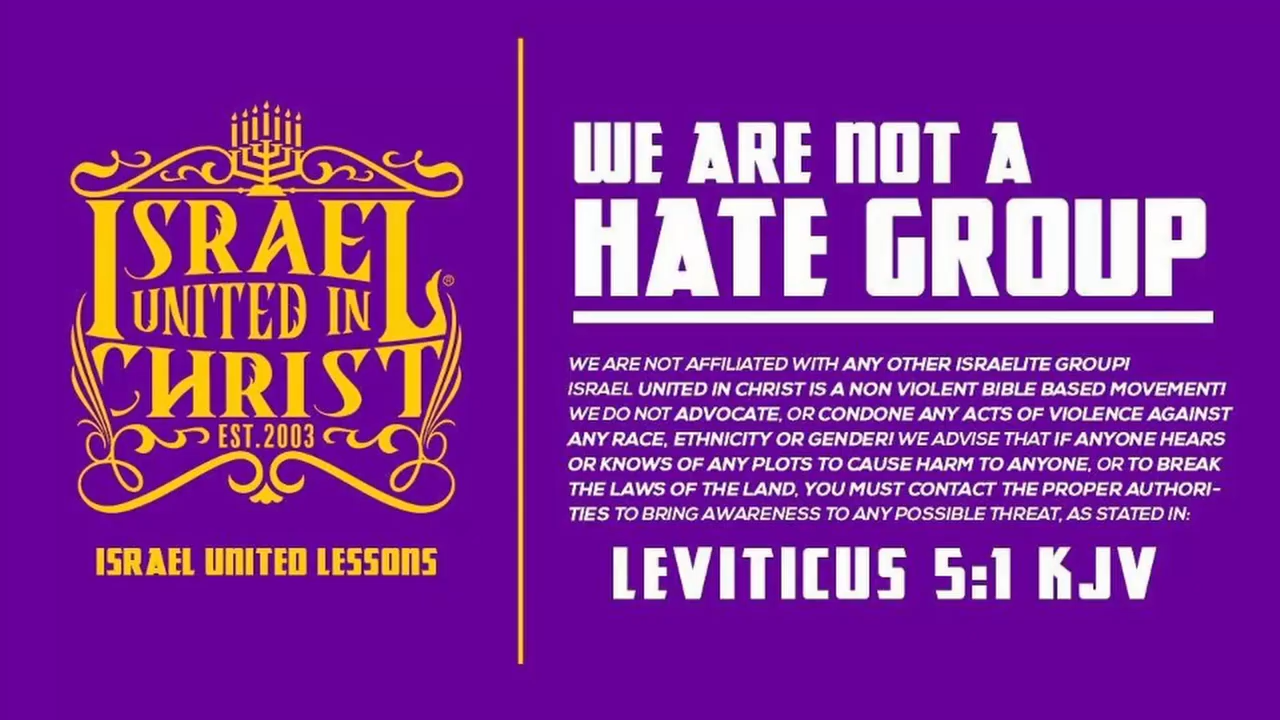 ISRAEL
UNITED IN
CHRIST
®
EST.2003
ISRAEL UNITED LESSONS
WE ARE NOT A
HATE GROUP
WE ARE NOT AFFILIATED WITH ANY OTHER ISRAELITE GROUP!
ISRAEL UNITED IN CHRIST IS A NON VIOLENT BIBLE BASED MOVEMENT!
WE DO NOT ADVOCATE, OR CONDONE ANY ACTS OF VIOLENCE AGAINST
ANY RACE, ETHNICITY OR GENDER! WE ADVISE THAT IF ANYONE HEARS
OR KNOWS OF ANY PLOTS TO CAUSE HARM TO ANYONE, OR TO BREAK
THE LAWS OF THE LAND, YOU MUST CONTACT THE PROPER AUTHORI-
TIES TO BRING AWARENESS TO ANY POSSIBLE THREAT, AS STATED IN:
LEVITICUS 5:1 KJV